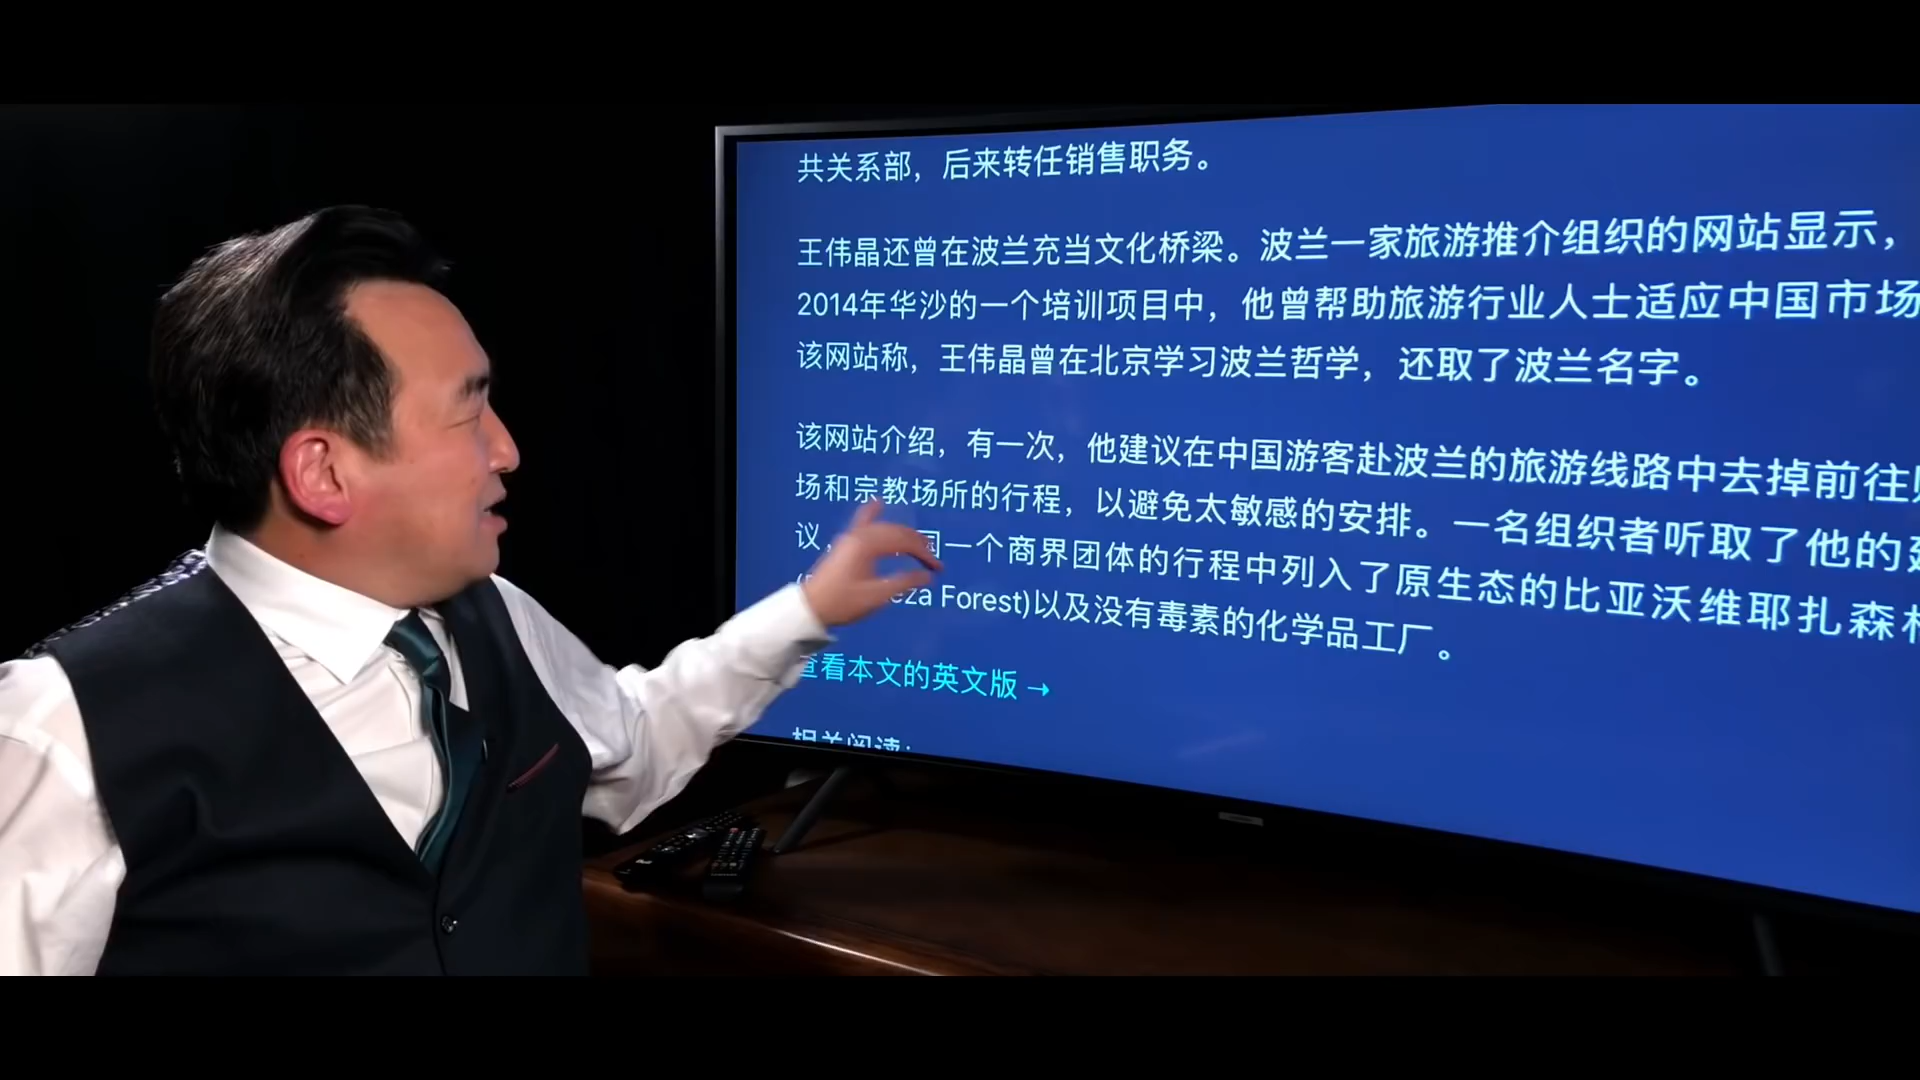 共关系部，后来转任销售职务。
王伟晶还曾在波兰充当文化桥梁。波兰一家旅游推介组织的网站显示，
2014年华沙的一个培训项目中，他曾帮助旅游行业人士适应中国市场
该网站称，王伟晶曾在北京学习波兰哲学，还取了波兰名字。
该网站介绍，有一次，他建议在中国游客赴波兰的旅游线路中去掉前往
场和宗教场所的行程，以避免太敏感的安排。一名组织者听取了他的
议，国一个商界团体的行程中列入了原生态的比亚沃维耶扎森
eza Forest)以及没有毒素的化学品工厂。
查看本文的英文版 →
相关阅读：